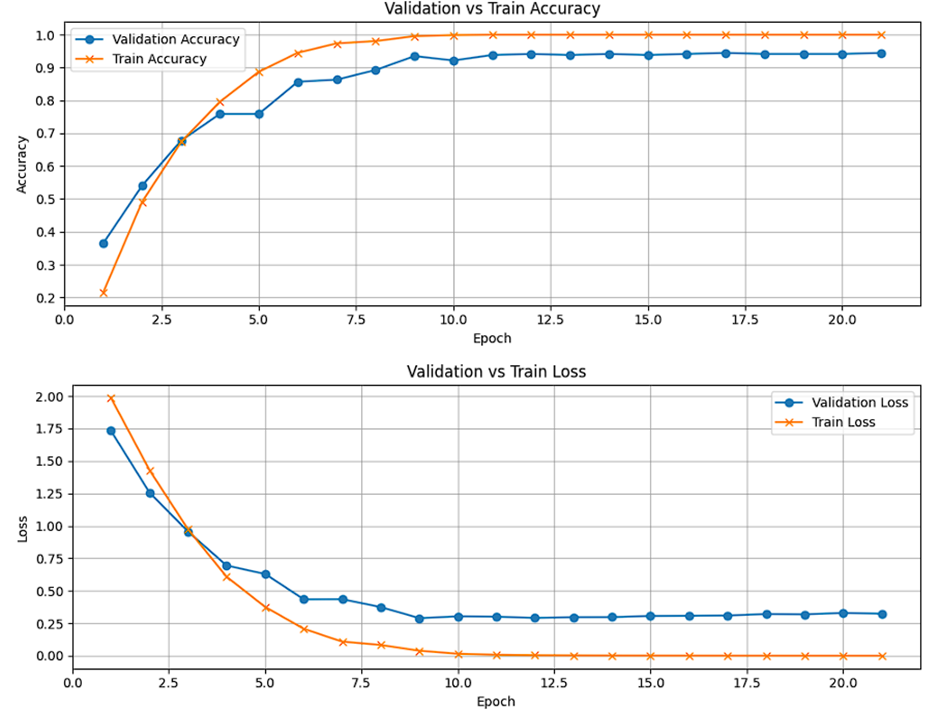 Validation vs Train Accuracy
1.0
0.9
0.8
0.7
0.6
0.5
0.4
0.3
0.2
Accuracy
Validation Accuracy
Train Accuracy
0.0 2.5 5.0 7.5 10.0 12.5 15.0 17.5 20.0
Epoch
Validation vs Train Loss
2.00
1.75
1.50
1.25
1.00
0.75
0.50
0.25
0.00
Loss
Validation Loss
Train Loss
0.0 2.5 5.0 7.5 10.0 12.5 15.0 17.5 20.0
Epoch